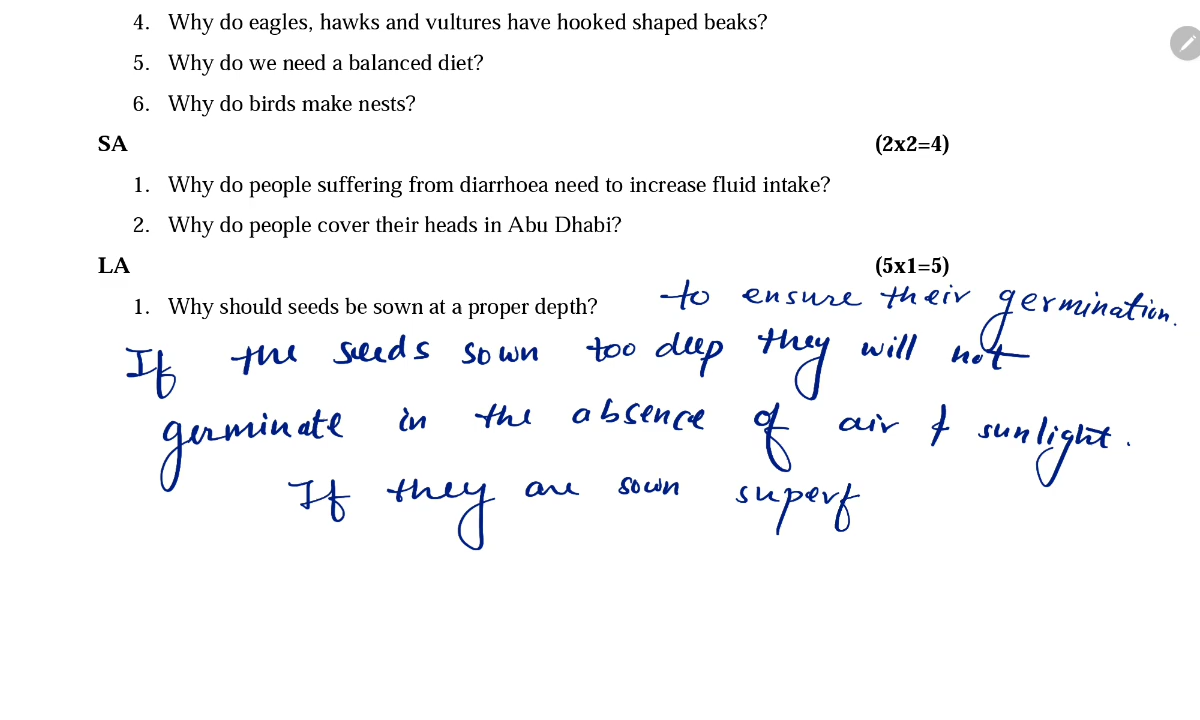 4. Why do eagles, hawks and vultures have hooked shaped beaks?
5. Why do we need a balanced diet?
6. Why do birds make nests?
SA (2x2=4)
1. Why do people suffering from diarrhoea need to increase fluid intake?
2. Why do people cover their heads in Abu Dhabi?
LA (5x1=5)
1. Why should seeds be sown at a proper depth? to ensure their germination.
If the seeds sown too deep they will not
germinate in the absence of air & sunlight.
If they are sown superf